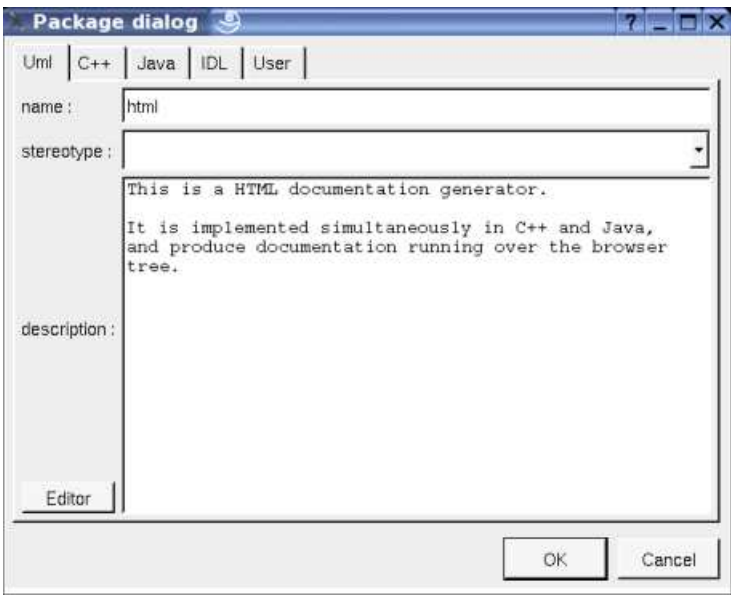 Package dialog
?
Uml C++ Java IDL User
name : html
stereotype :
This is a HTML documentation generator.
It is implemented simultaneously in C++ and Java,
and produce documentation running over the browser
tree.
description :
Editor
OK Cancel